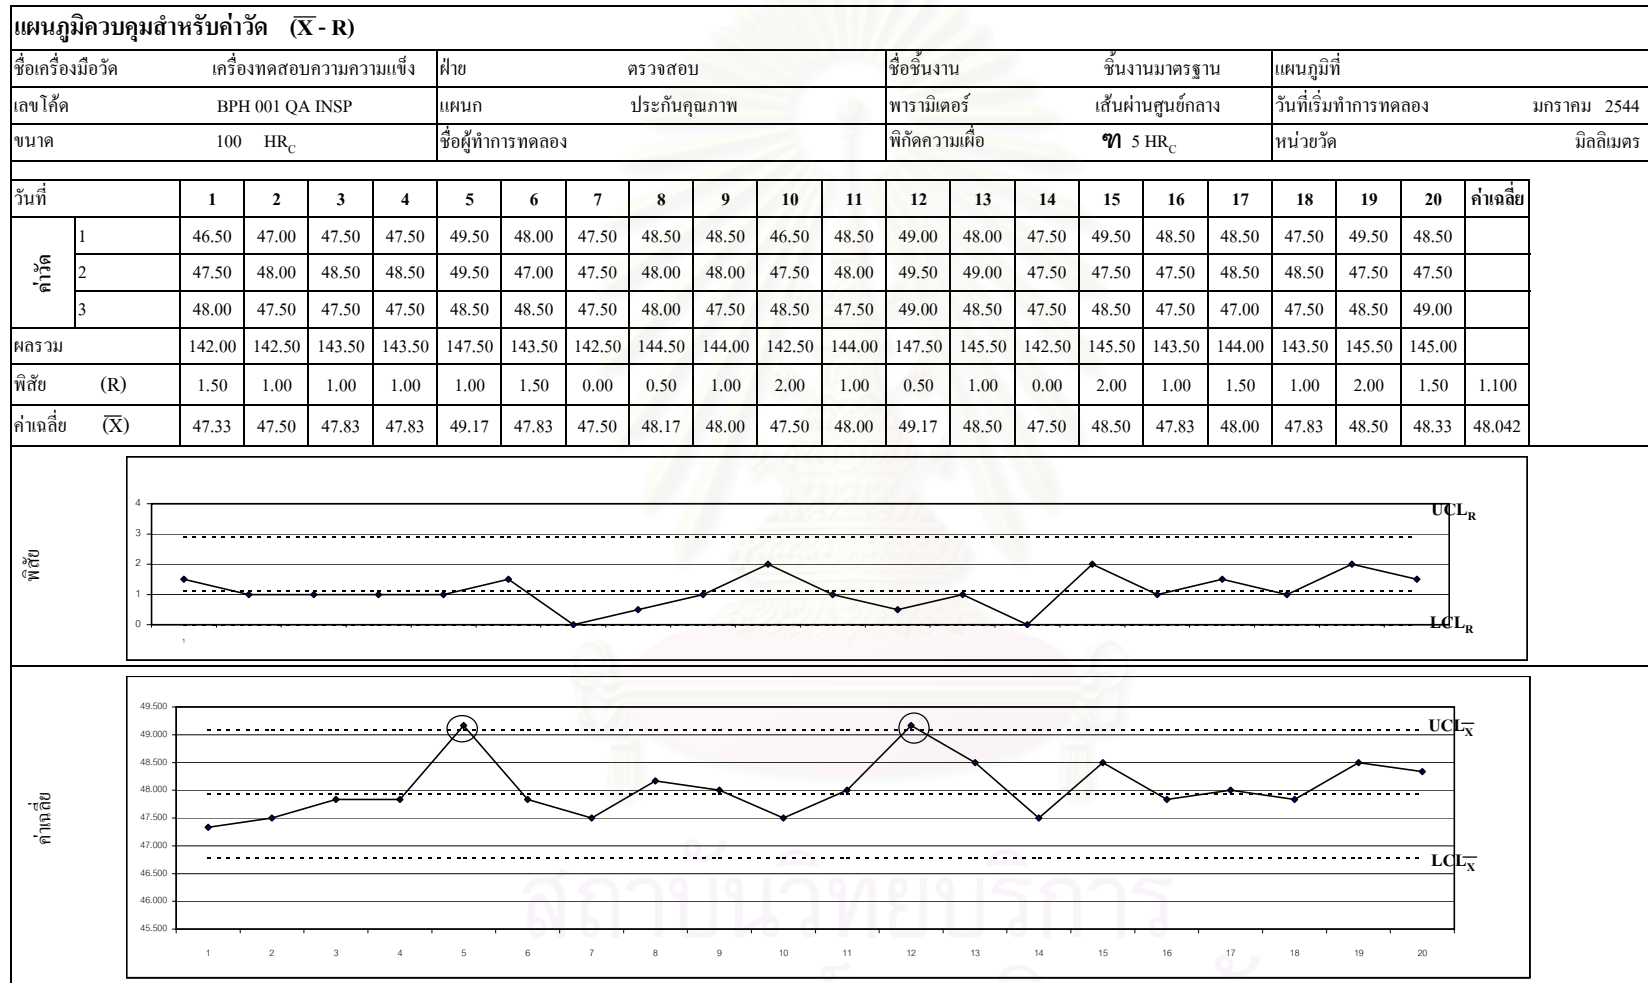 แผนภูมิควบคุมสำหรับค่าวัด (X̅ - R)
ชื่อเครื่องมือวัด เครื่องทดสอบความความแข็ง ฝ่าย ตรวจสอบ ชื่อชิ้นงาน ชิ้นงานมาตรฐาน แผนภูมิที่
เลขโค้ด BPH 001 QA INSP แผนก ประกันคุณภาพ พารามิเตอร์ เส้นผ่านศูนย์กลาง วันที่เริ่มทำการทดลอง มกราคม 2544
ขนาด 100 HRC ชื่อผู้ทำการทดลอง พิกัดความเผื่อ ฑ 5 HRC หน่วยวัด มิลลิเมตร
วันที่ 1 2 3 4 5 6 7 8 9 10 11 12 13 14 15 16 17 18 19 20 ค่าเฉลี่ย
ค่าวัด
1 46.50 47.00 47.50 47.50 49.50 48.00 47.50 48.50 48.50 46.50 48.50 49.00 48.00 47.50 49.50 48.50 48.50 47.50 49.50 48.50
2 47.50 48.00 48.50 48.50 49.50 47.00 47.50 48.00 48.00 47.50 48.00 49.50 49.00 47.50 47.50 47.50 48.50 48.50 47.50 47.50
3 48.00 47.50 47.50 47.50 48.50 48.50 47.50 48.00 47.50 48.50 47.50 49.00 48.50 47.50 48.50 47.50 47.00 47.50 48.50 49.00
ผลรวม 142.00 142.50 143.50 143.50 147.50 143.50 142.50 144.50 144.00 142.50 144.00 147.50 145.50 142.50 145.50 143.50 144.00 143.50 145.50 145.00
พิสัย (R) 1.50 1.00 1.00 1.00 1.00 1.50 0.00 0.50 1.00 2.00 1.00 0.50 1.00 0.00 2.00 1.00 1.50 1.00 2.00 1.50 1.100
ค่าเฉลี่ย (X̅) 47.33 47.50 47.83 47.83 49.17 47.83 47.50 48.17 48.00 47.50 48.00 49.17 48.50 47.50 48.50 47.83 48.00 47.83 48.50 48.33 48.042
พิสัย
4
3
2
1
0
1
UCLR
LCLR
ค่าเฉลี่ย
49.500
49.000
48.500
48.000
47.500
47.000
46.500
46.000
45.500
UCLX̅
LCLX̅
1 2 3 4 5 6 7 8 9 10 11 12 13 14 15 16 17 18 19 20
สถาบันวิทยบริการ